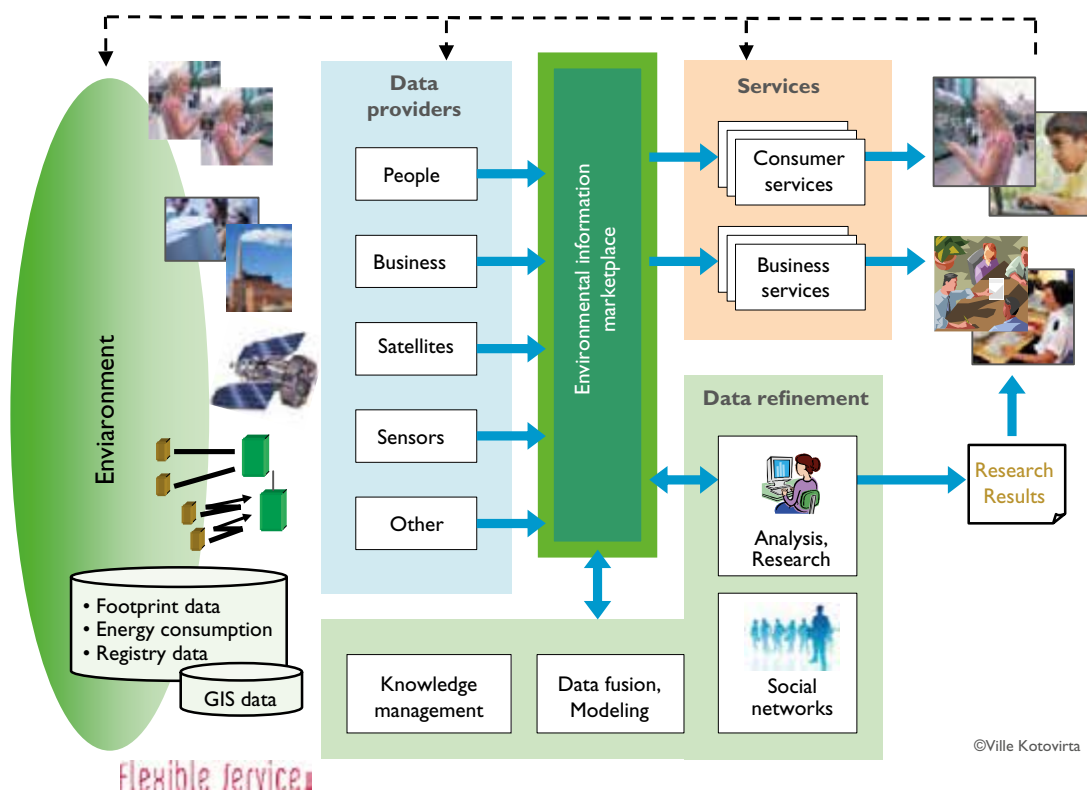 Data
providers
Services
People
Consumer
services
Business
Business
services
Environmental information
marketplace
Satellites
Enviaronment
Data refinement
Sensors
Research
Results
Other
Analysis,
Research
• Footprint data
• Energy consumption
• Registry data
GIS data
Knowledge
management
Data fusion,
Modeling
Social
networks
©Ville Kotovirta
Flexible Service